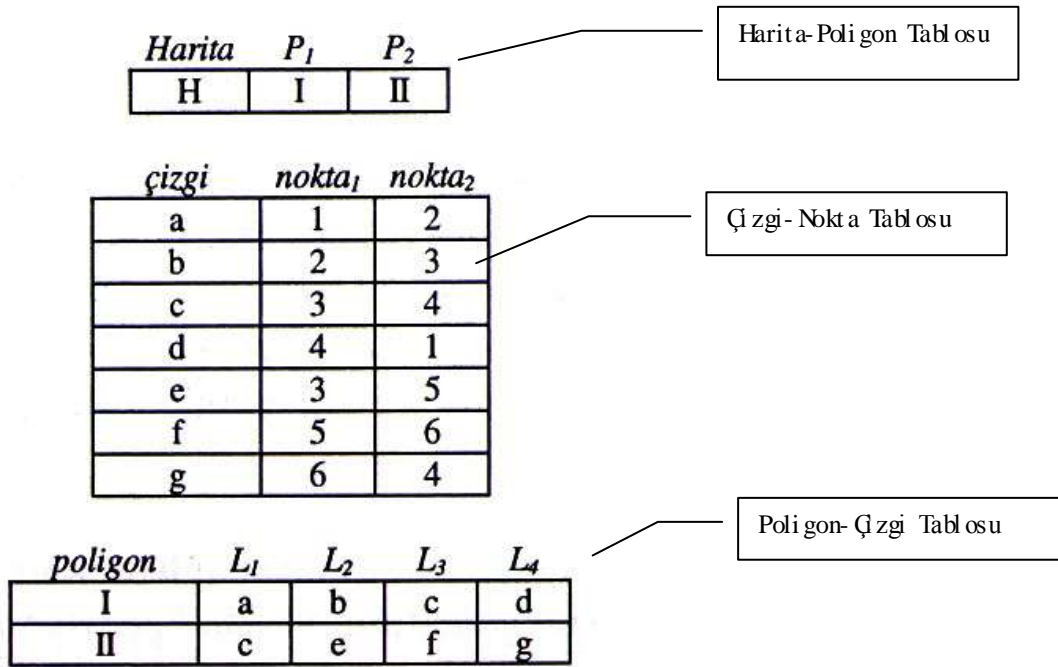 Harita P1 P2
H I II
Harita-Poligon Tablosu
çizgi nokta1 nokta2
a 1 2
b 2 3
c 3 4
d 4 1
e 3 5
f 5 6
g 6 4
Çizgi-Nokta Tablosu
poligon L1 L2 L3 L4
I a b c d
II c e f g
Poligon-Çizgi Tablosu